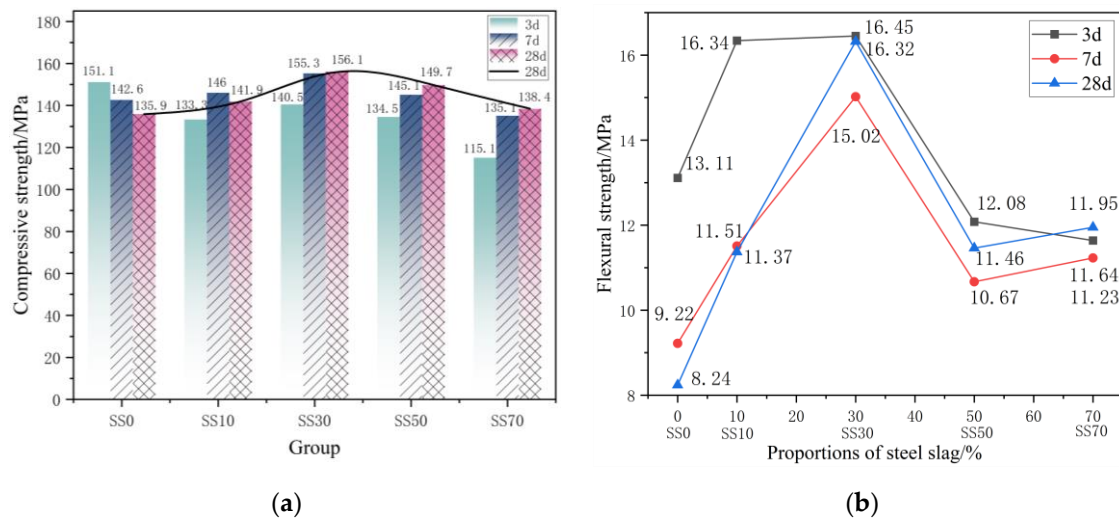 180
160
140
120
100
80
60
40
20
0
Compressive strength/MPa
3d
7d
28d
28d
151.1
142.6
135.9
133.3
146
141.9
140.5
155.3
156.1
134.5
145.1
149.7
115.1
135.1
138.4
SS0
SS10
SS30
SS50
SS70
Group
(a)
16
14
12
10
8
Flexural strength/MPa
3d
7d
28d
16.34
16.45
16.32
15.02
13.11
12.08
11.95
11.51
11.37
11.46
11.64
10.67
11.23
9.22
8.24
0 10 20 30 40 50 60 70
SS0 SS10 SS30 SS50 SS70
Proportions of steel slag/%
(b)